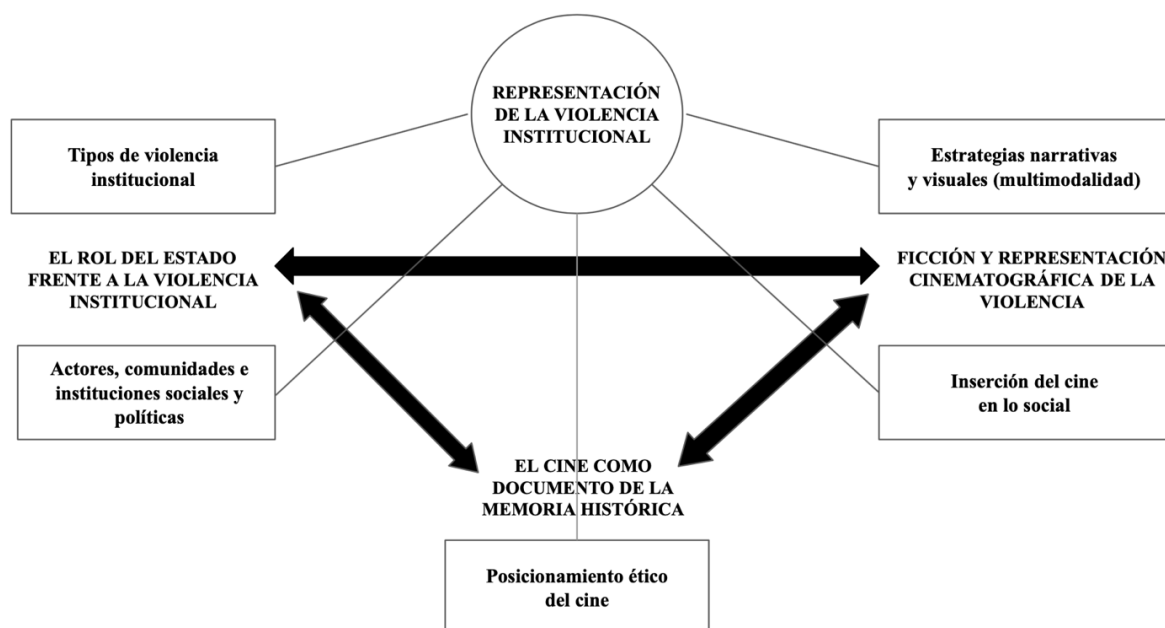 REPRESENTACIÓN
DE LA VIOLENCIA
INSTITUCIONAL
Tipos de violencia
institucional
Estrategias narrativas
y visuales (multimodalidad)
EL ROL DEL ESTADO
FRENTE A LA VIOLENCIA
INSTITUCIONAL
FICCIÓN Y REPRESENTACIÓN
CINEMATOGRÁFICA DE LA
VIOLENCIA
Actores, comunidades e
instituciones sociales y
políticas
Inserción del cine
en lo social
EL CINE COMO
DOCUMENTO DE LA
MEMORIA HISTÓRICA
Posicionamiento ético
del cine